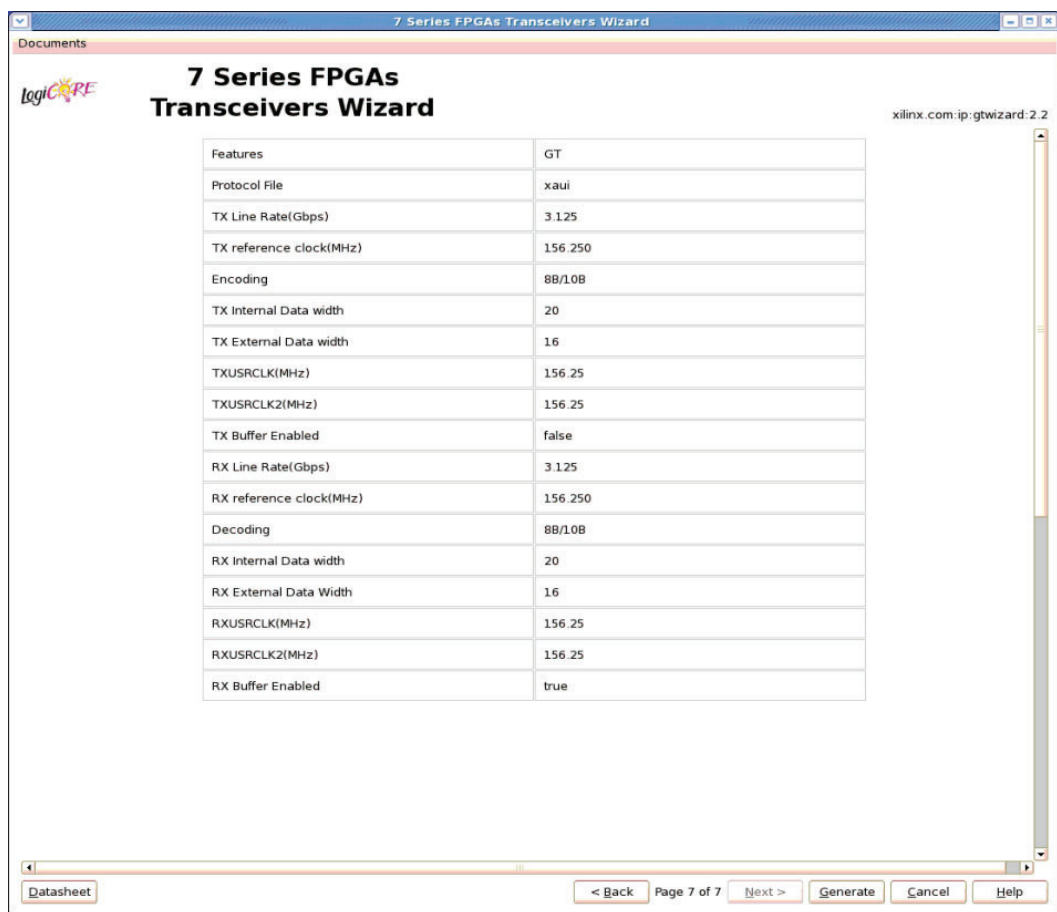 7 Series FPGAs Transceivers Wizard
Documents
LogiCORE
7 Series FPGAs
Transceivers Wizard
xilinx.com:ip:gtwizard:2.2
Features GT
Protocol File xaui
TX Line Rate(Gbps) 3.125
TX reference clock(MHz) 156.250
Encoding 8B/10B
TX Internal Data width 20
TX External Data width 16
TXUSRCLK(MHz) 156.25
TXUSRCLK2(MHz) 156.25
TX Buffer Enabled false
RX Line Rate(Gbps) 3.125
RX reference clock(MHz) 156.250
Decoding 8B/10B
RX Internal Data width 20
RX External Data Width 16
RXUSRCLK(MHz) 156.25
RXUSRCLK2(MHz) 156.25
RX Buffer Enabled true
Datasheet < Back Page 7 of 7 Next > Generate Cancel Help